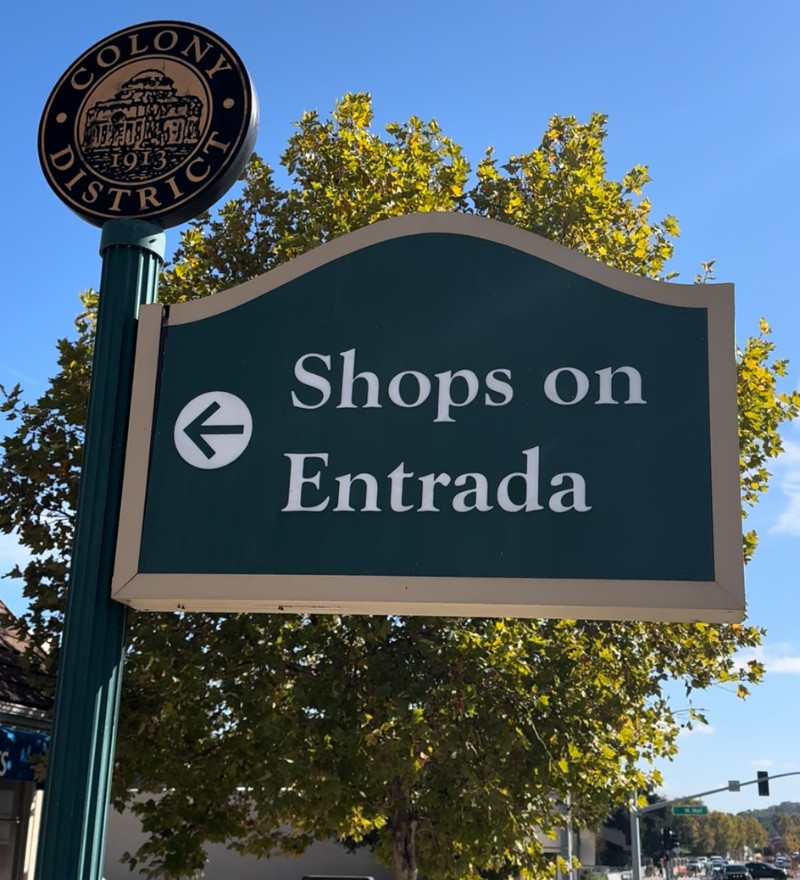 COLONY
1913
DISTRICT
Shops on
Entrada